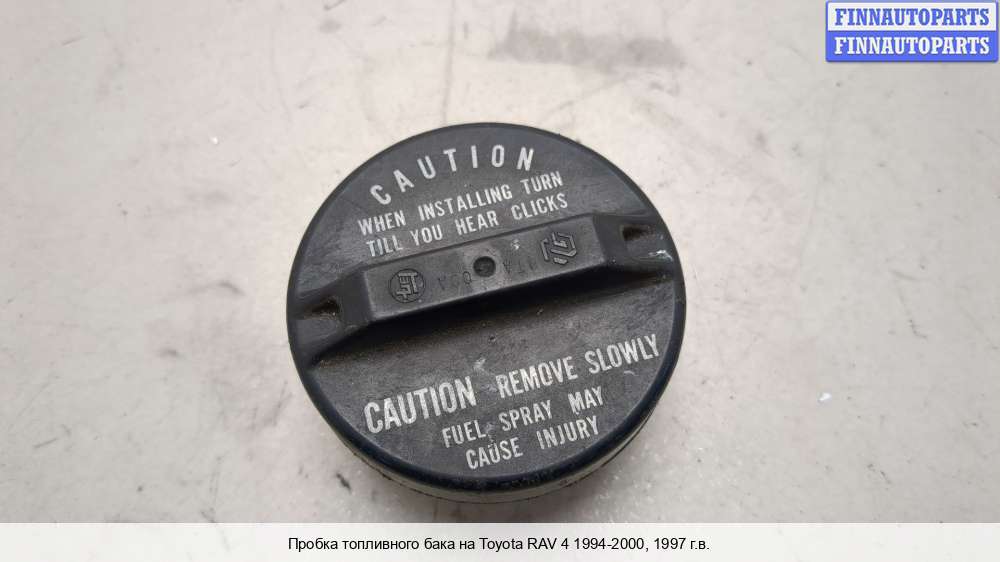 FINNAUTOPARTS
FINNAUTOPARTS
CAUTION
WHEN INSTALLING TURN
TILL YOU HEAR CLICKS
CAUTION REMOVE SLOWLY
FUEL SPRAY MAY
CAUSE INJURY
Пробка топливного бака на Toyota RAV 4 1994-2000, 1997 г.в.